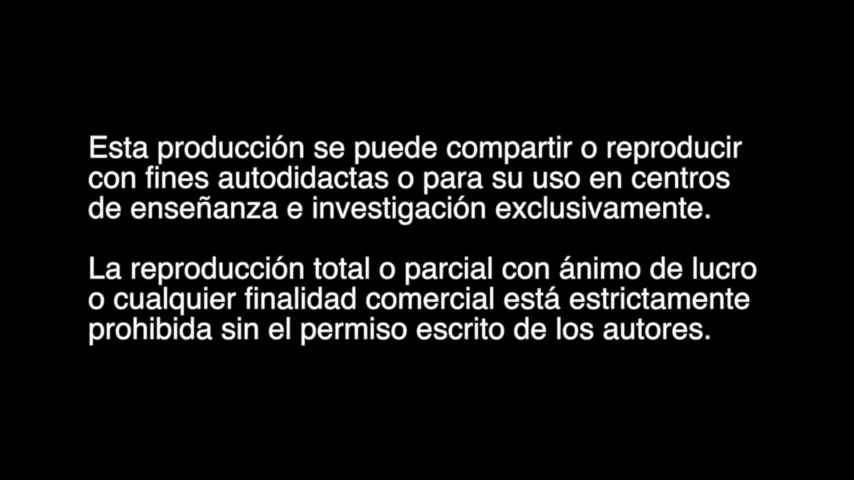 Esta producción se puede compartir o reproducir
con fines autodidactas o para su uso en centros
de enseñanza e investigación exclusivamente.
La reproducción total o parcial con ánimo de lucro
o cualquier finalidad comercial está estrictamente
prohibida sin el permiso escrito de los autores.